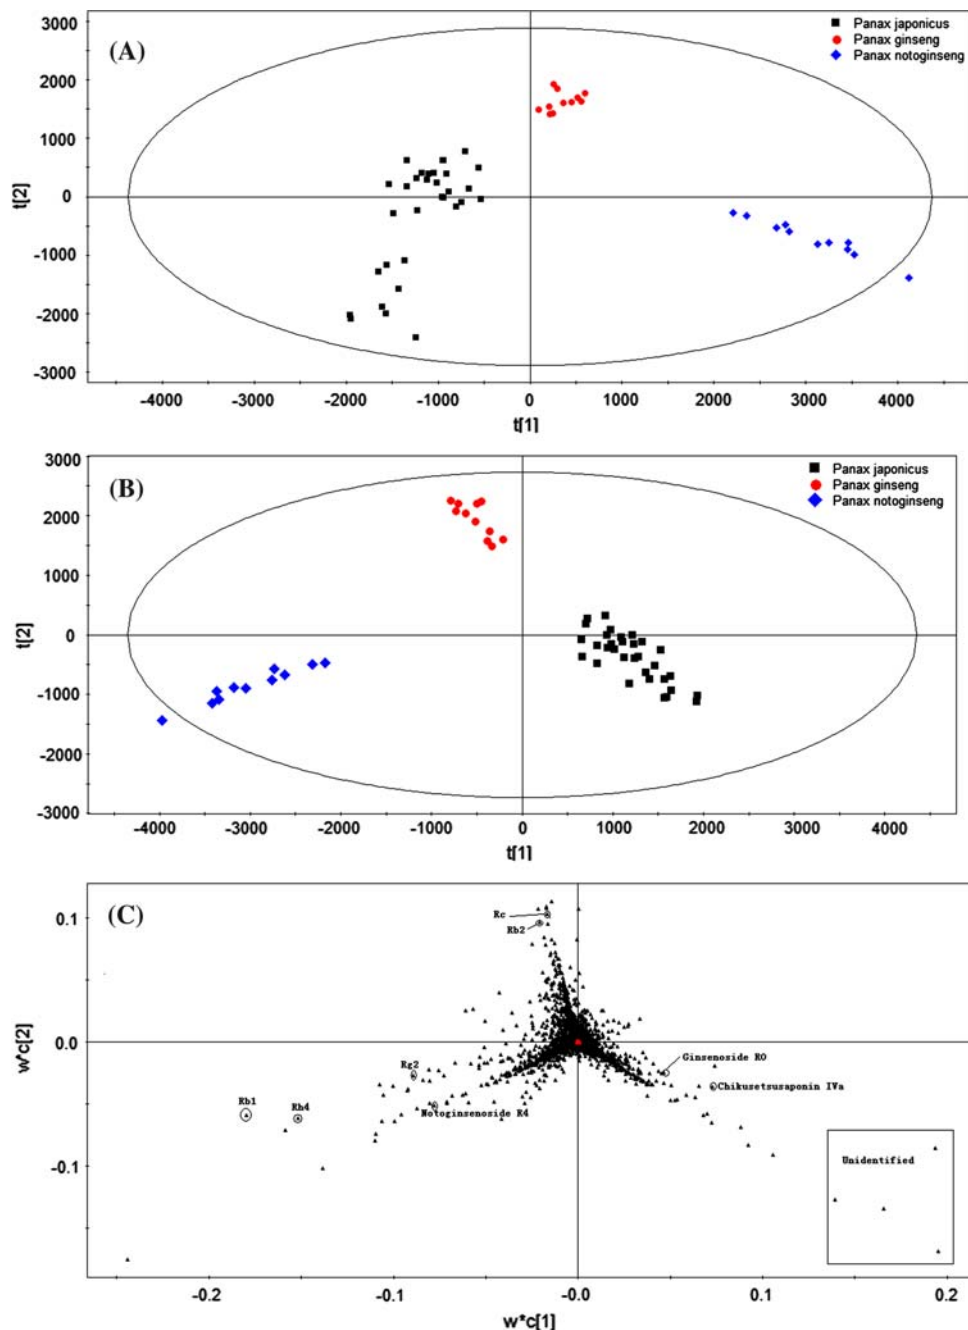 (A)
Panax japonicus
Panax ginseng
Panax notoginseng
3000
2000
1000
0
-1000
-2000
-3000
t[2]
-4000 -3000 -2000 -1000 0 1000 2000 3000 4000
t[1]
(B)
Panax japonicus
Panax ginseng
Panax notoginseng
3000
2000
1000
0
-1000
-2000
-3000
t[2]
-4000 -3000 -2000 -1000 0 1000 2000 3000 4000
t[1]
(C)
0.1
0.0
-0.1
w*c[2]
Rc
Rb2
Rg2
Rb1
Rh4
Notoginsenoside R4
Ginsenoside RO
Chikusetsusaponin IVa
Unidentified
-0.2 -0.1 -0.0 0.1 0.2
w*c[1]